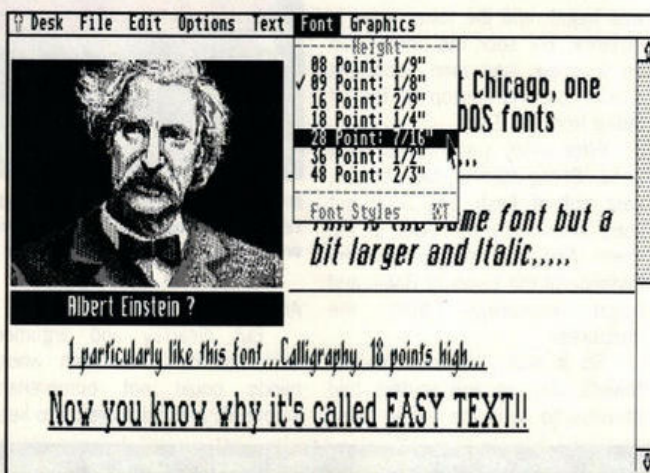 Desk File Edit Options Text Font Graphics
Height
08 Point: 1/9"
✓ 09 Point: 1/8"
16 Point: 2/9"
18 Point: 1/4"
28 Point: 7/16"
36 Point: 1/2"
48 Point: 2/3"
Font Styles
Chicago, one
DOS fonts
....
This is the same font but a
bit larger and Italic.....
Albert Einstein ?
I particularly like this font...Calligraphy, 18 points high...
Now you know why it's called EASY TEXT!!